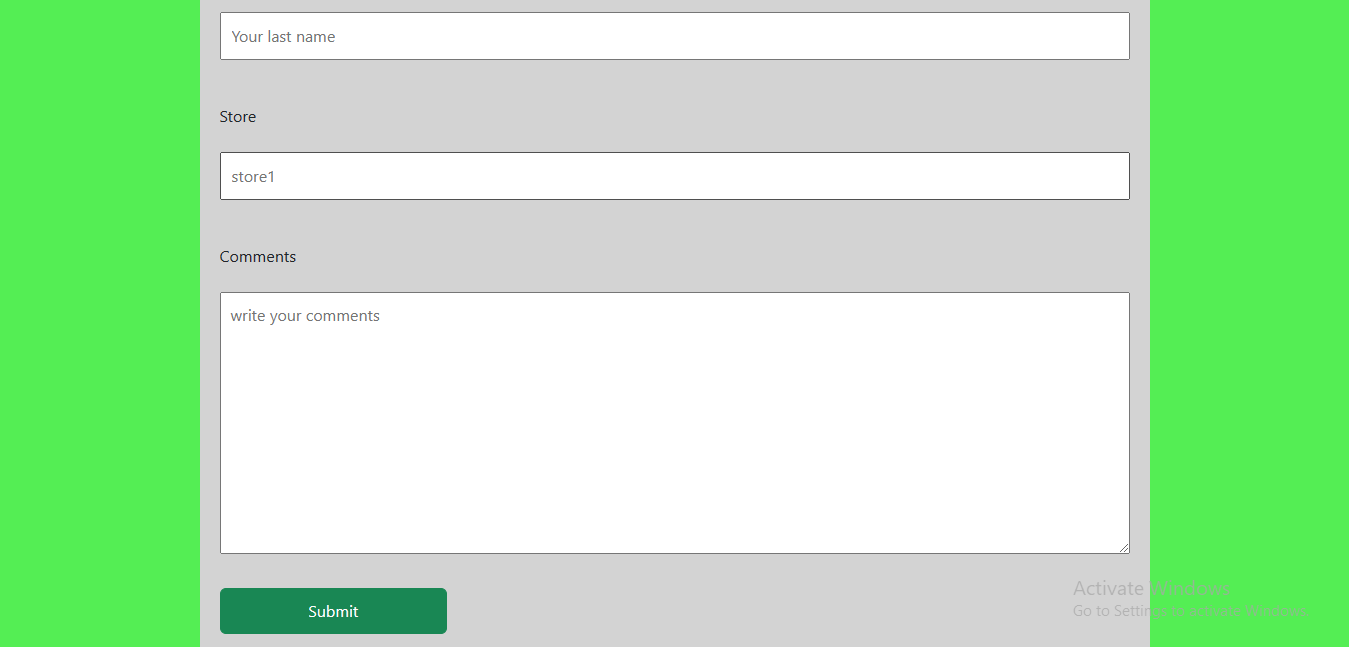 Your last name
Store
store1
Comments
write your comments
Submit
Activate Windows
Go to Settings to activate Windows.